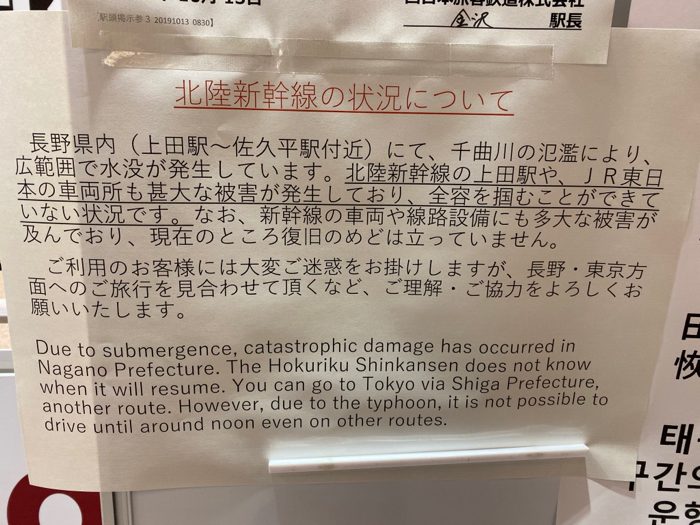 【駅頭掲示参3 20191013 0830】
金沢 駅長
北陸新幹線の状況について
長野県内（上田駅～佐久平駅付近）にて、千曲川の氾濫により、
広範囲で水没が発生しています。北陸新幹線の上田駅や、ＪＲ東日
本の車両所も甚大な被害が発生しており、全容を掴むことができて
いない状況です。なお、新幹線の車両や線路設備にも多大な被害が
及んでおり、現在のところ復旧のめどは立っていません。
ご利用のお客様には大変ご迷惑をお掛けしますが、長野・東京方
面へのご旅行を見合わせて頂くなど、ご理解・ご協力をよろしくお
願いいたします。
Due to submergence, catastrophic damage has occurred in
Nagano Prefecture. The Hokuriku Shinkansen does not know
when it will resume. You can go to Tokyo via Shiga Prefecture,
another route. However, due to the typhoon, it is not possible to
drive until around noon even on other routes.
태
구간으
운항